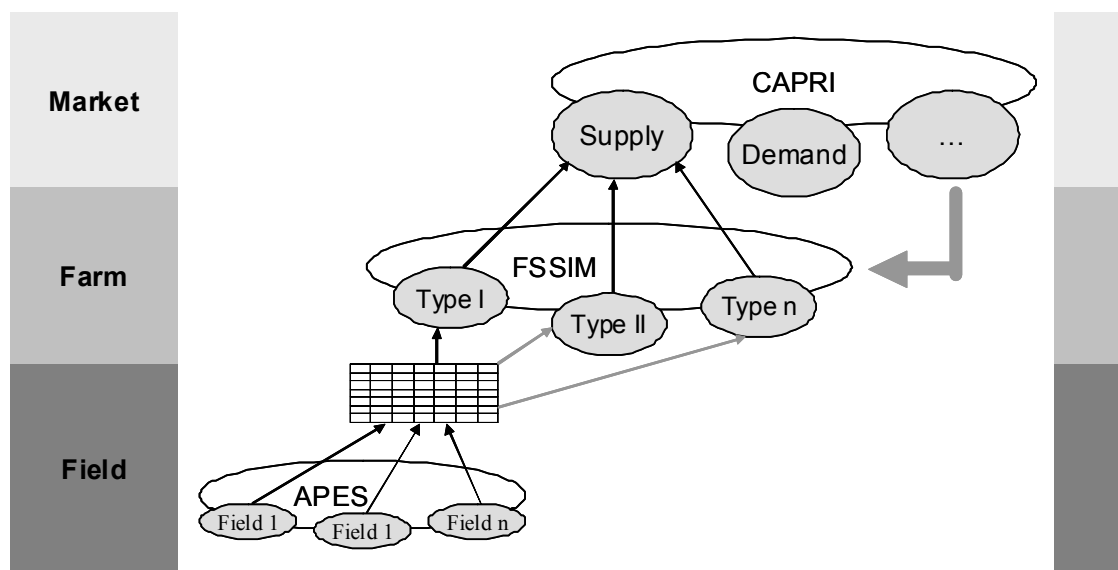 Market
CAPRI
Supply
Demand
...
Farm
FSSIM
Type I
Type II
Type n
Field
APES
Field 1
Field 1
Field n